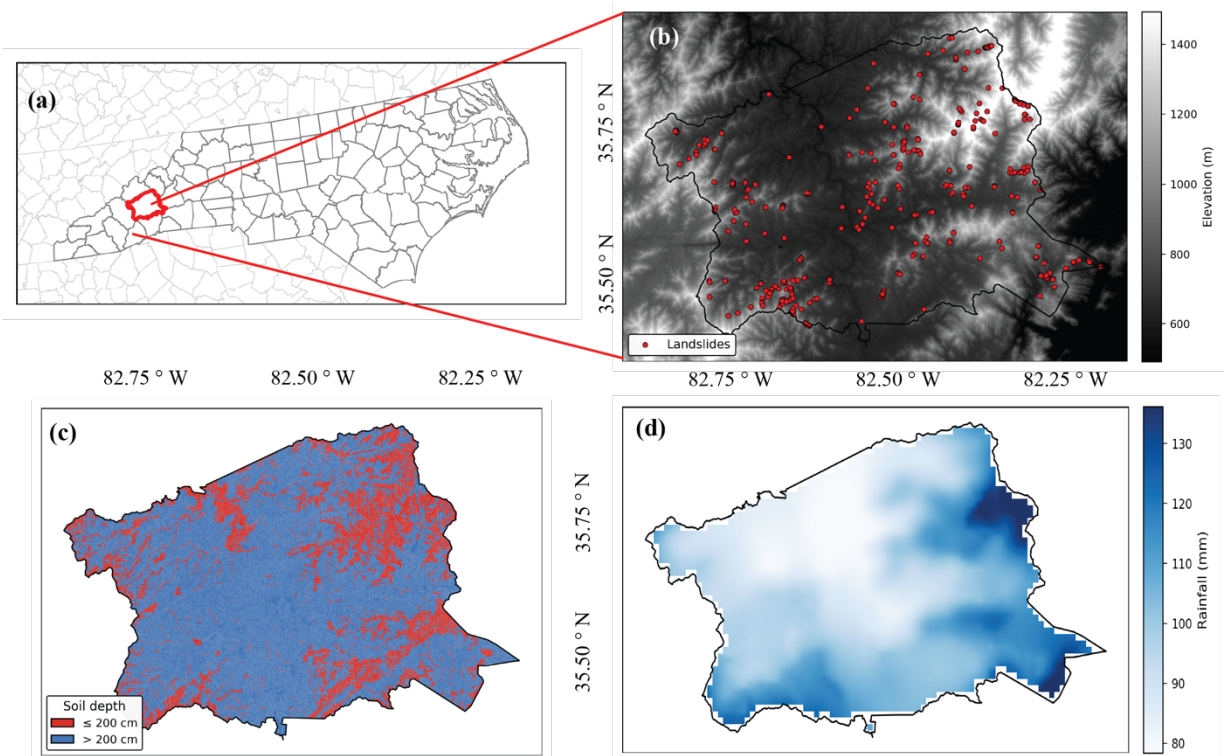 (a)
(b)
35.75 ° N
35.50 ° N
Landslides
1400
1200
1000
800
600
Elevation (m)
82.75 ° W
82.50 ° W
82.25 ° W
82.75 ° W
82.50 ° W
82.25 ° W
(c)
Soil depth
≤ 200 cm
> 200 cm
35.75 ° N
35.50 ° N
(d)
130
120
110
100
90
80
Rainfall (mm)